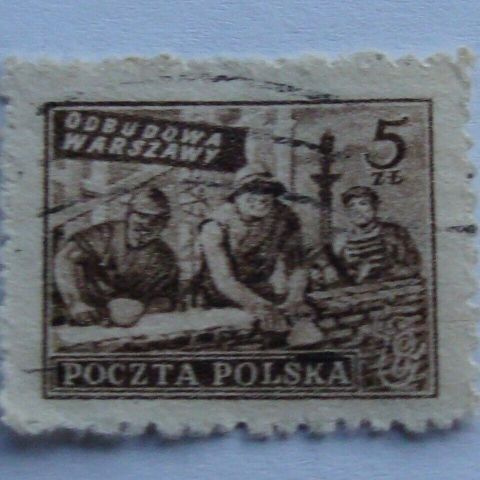 ODBUDOWA
WARSZAWY
5
ZŁ
POCZTA POLSKA